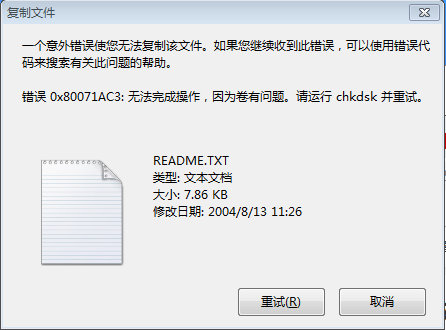 复制文件
一个意外错误使您无法复制该文件。如果您继续收到此错误，可以使用错误代
码来搜索有关此问题的帮助。
错误 0x80071AC3: 无法完成操作，因为卷有问题。请运行 chkdsk 并重试。
README.TXT
类型: 文本文档
大小: 7.86 KB
修改日期: 2004/8/13 11:26
重试(R)
取消